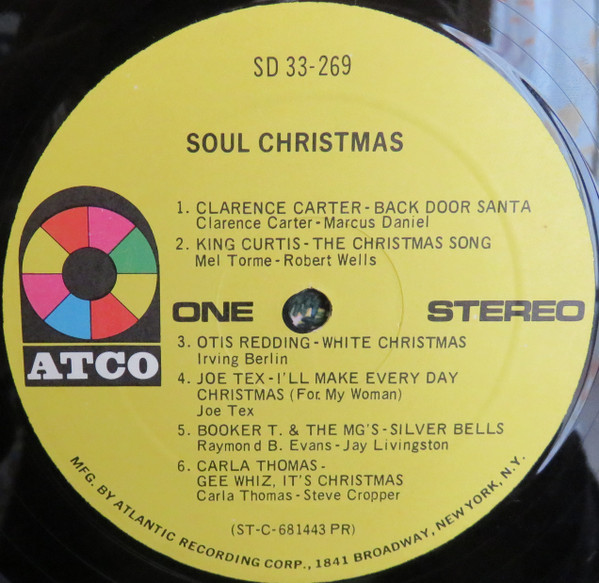 SD 33-269
SOUL CHRISTMAS
1. CLARENCE CARTER - BACK DOOR SANTA
Clarence Carter - Marcus Daniel
2. KING CURTIS - THE CHRISTMAS SONG
Mel Torme - Robert Wells
ATCO
ONE STEREO
3. OTIS REDDING - WHITE CHRISTMAS
Irving Berlin
4. JOE TEX - I'LL MAKE EVERY DAY
CHRISTMAS (For. My Woman)
Joe Tex
5. BOOKER T. & THE MG'S - SILVER BELLS
Raymond B. Evans - Jay Livingston
6. CARLA THOMAS -
GEE WHIZ, IT'S CHRISTMAS
Carla Thomas - Steve Cropper
(ST-C-681443 PR)
MFG. BY ATLANTIC RECORDING CORP., 1841 BROADWAY, NEW YORK, N.Y.